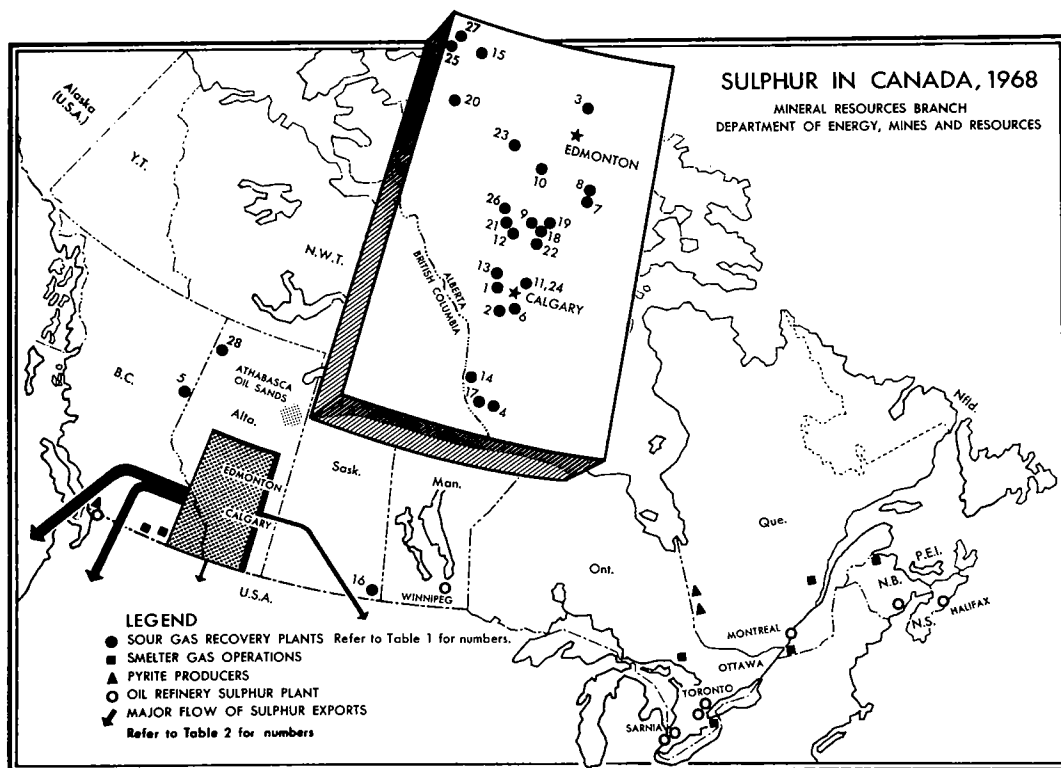 SULPHUR IN CANADA, 1968
MINERAL RESOURCES BRANCH
DEPARTMENT OF ENERGY, MINES AND RESOURCES
Alaska
(U.S.A.)
Y.T.
N.W.T.
B.C.
ATHABASCA
OIL SANDS
Alta.
EDMONTON
CALGARY
Sask.
Man.
WINNIPEG
U.S.A.
Ont.
Que.
Nfld.
P.E.I.
N.B.
N.S.
HALIFAX
MONTREAL
OTTAWA
TORONTO
SARNIA
28
5
16
27
25
15
20
3
EDMONTON
23
10
8
7
26
9
19
21
18
12
22
13
1
11,24
CALGARY
2
6
ALBERTA
BRITISH COLUMBIA
14
17
4
LEGEND
SOUR GAS RECOVERY PLANTS Refer to Table 1 for numbers.
SMELTER GAS OPERATIONS
PYRITE PRODUCERS
OIL REFINERY SULPHUR PLANT
MAJOR FLOW OF SULPHUR EXPORTS
Refer to Table 2 for numbers